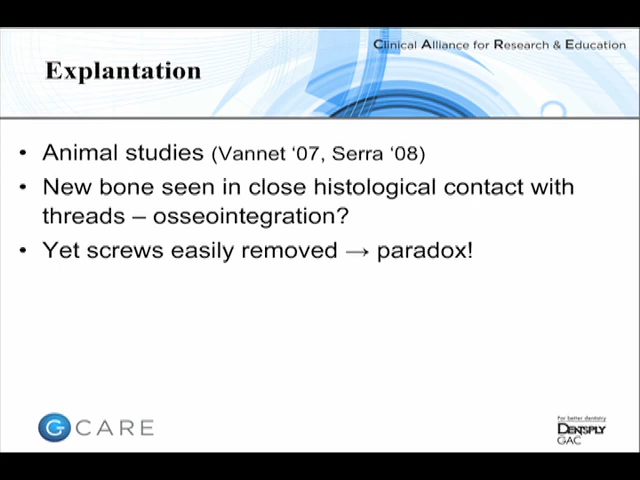 Clinical Alliance for Research & Education
Explantation
• Animal studies (Vannet ‘07, Serra ‘08)
• New bone seen in close histological contact with
threads – osseointegration?
• Yet screws easily removed → paradox!
G CARE
For better dentistry
DENTSPLY
GAC